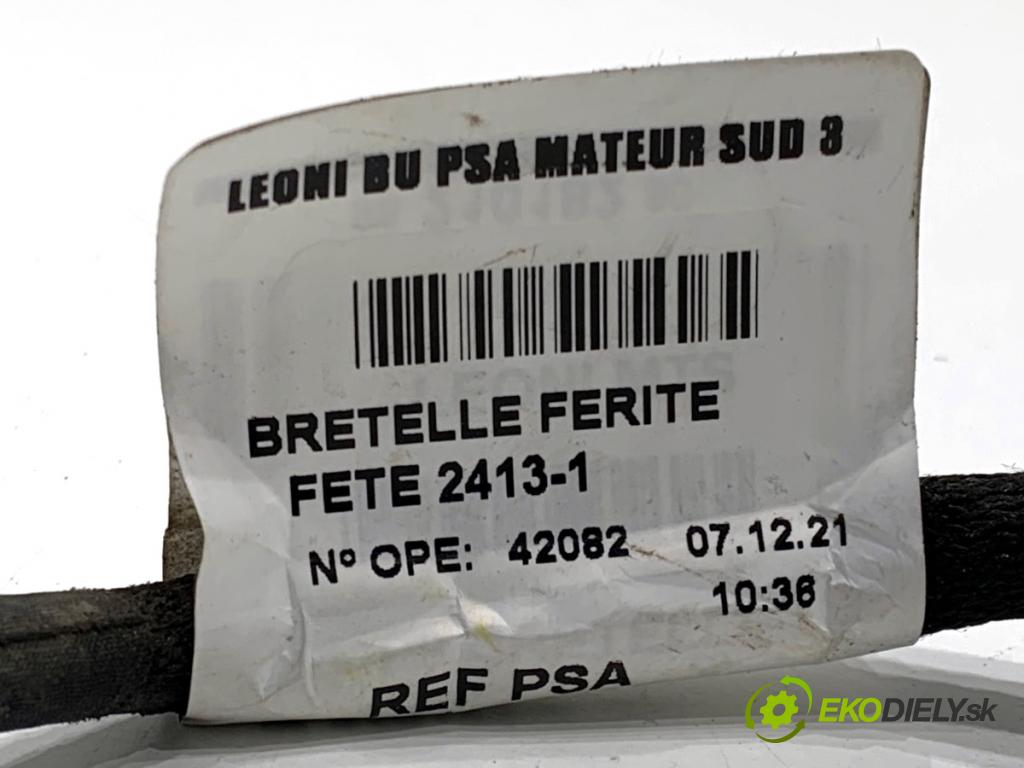 LEONI BU PSA MATEUR SUD 3
BRETELLE FERITE
FETE 2413-1
N° OPE: 42082 07.12.21
10:36
REF PSA
EKODIELY.sk